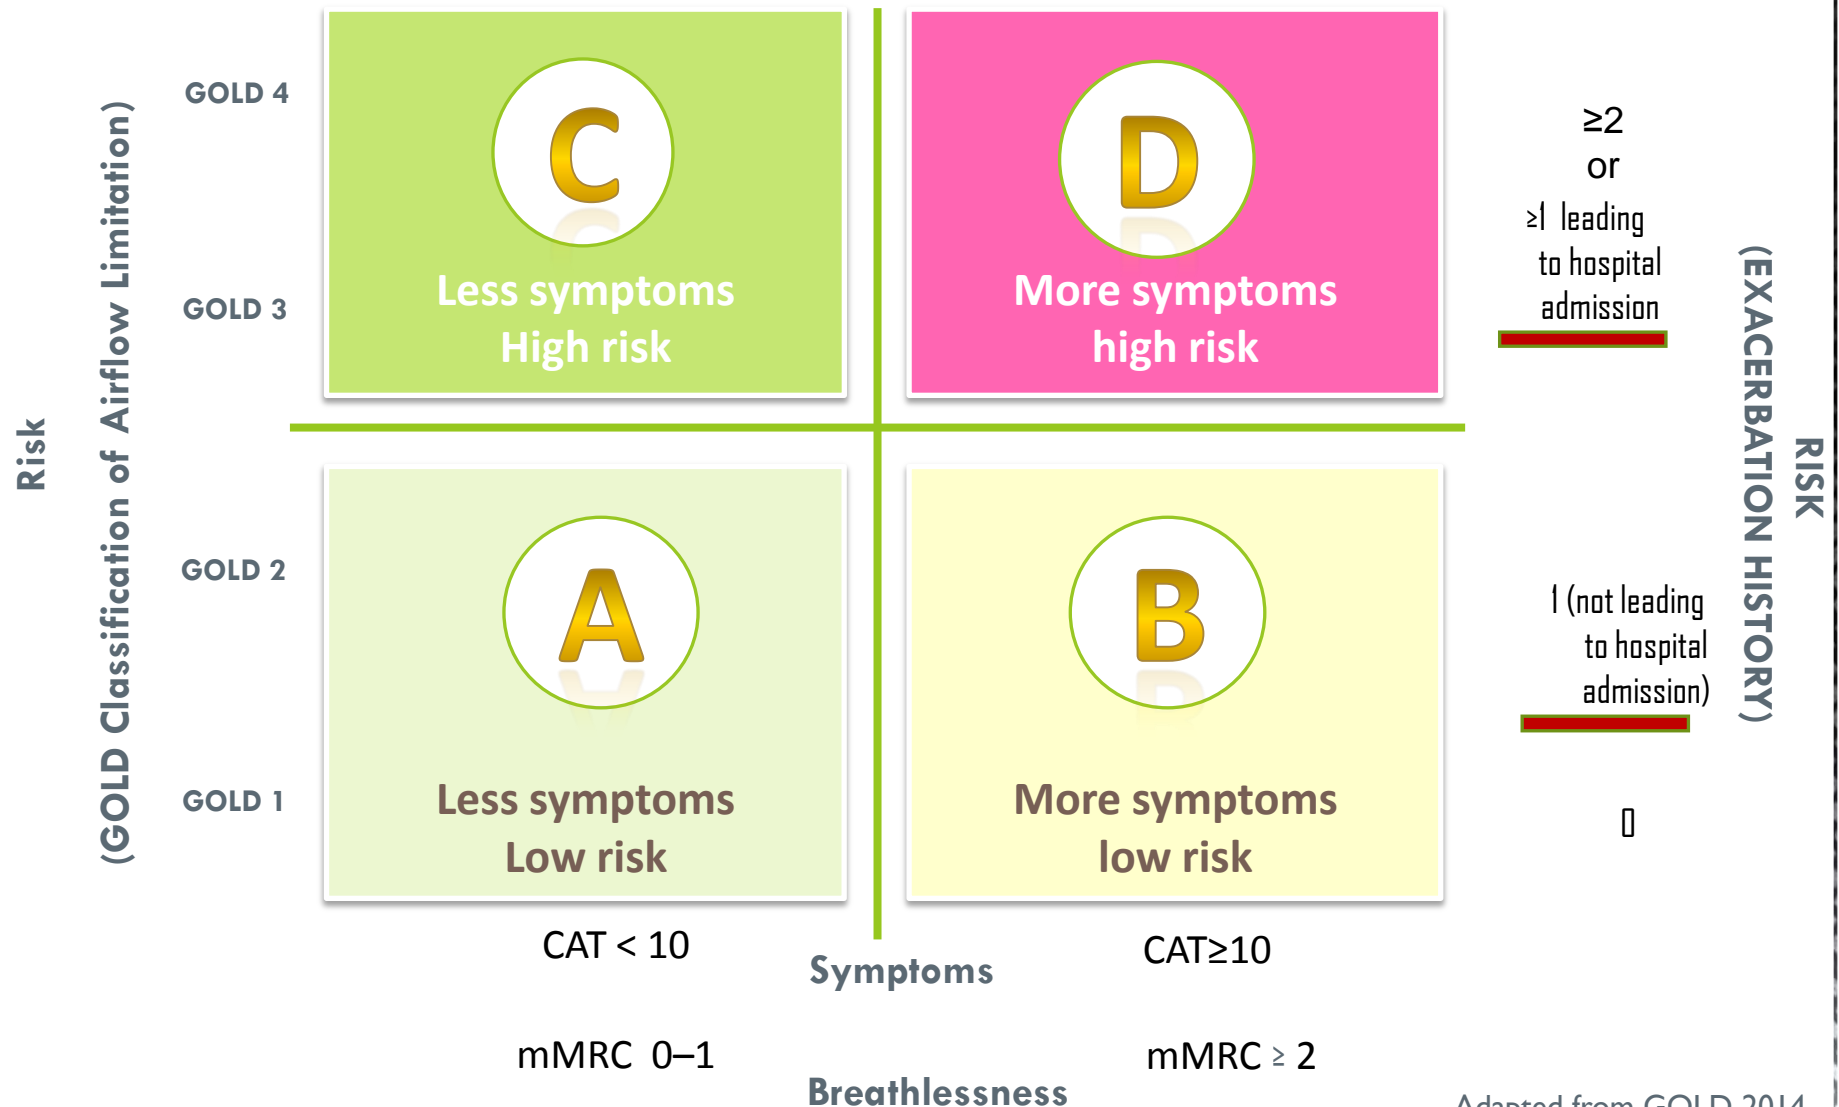 Risk
(GOLD Classification of Airflow Limitation)
GOLD 4
GOLD 3
GOLD 2
GOLD 1
C
Less symptoms
High risk
D
More symptoms
high risk
A
Less symptoms
Low risk
B
More symptoms
low risk
≥2
or
≥1 leading
to hospital
admission
1 (not leading
to hospital
admission)
0
(EXACERBATION HISTORY)
RISK
CAT < 10
CAT≥10
Symptoms
mMRC 0–1
mMRC ≥ 2
Breathlessness
Adapted from GOLD 2014